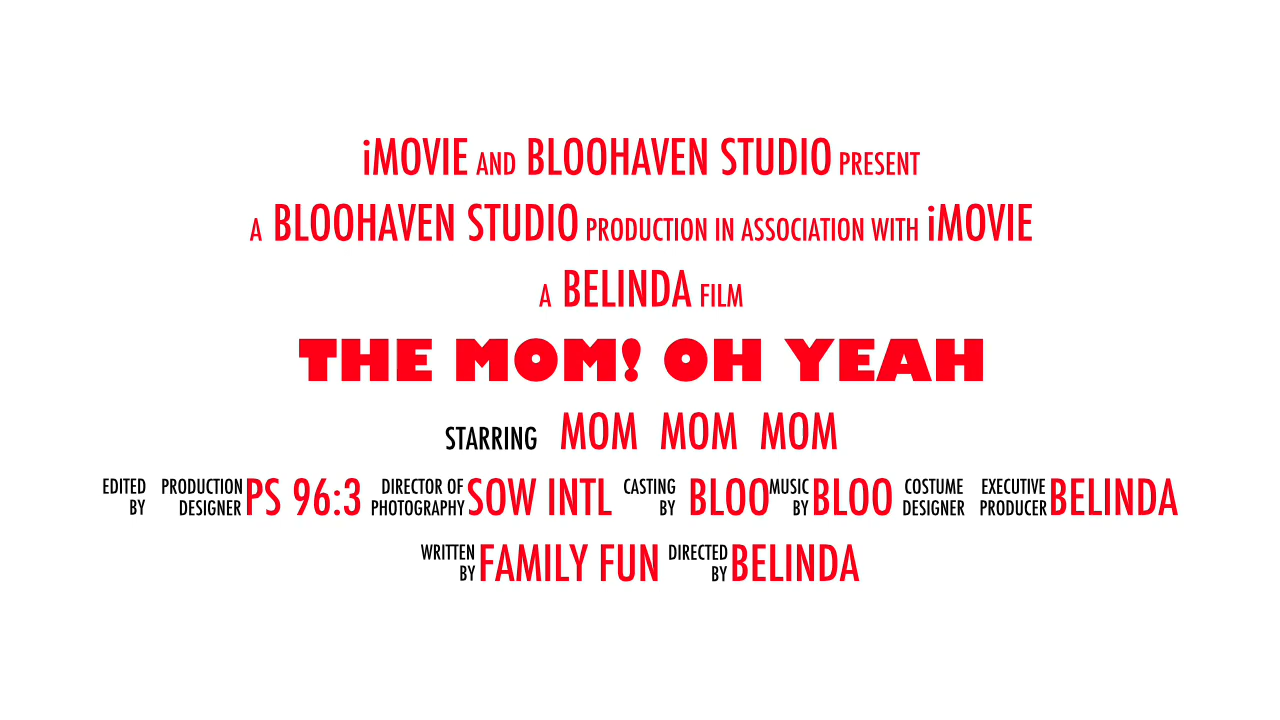 iMOVIE AND BLOOHAVEN STUDIO PRESENT
A BLOOHAVEN STUDIO PRODUCTION IN ASSOCIATION WITH iMOVIE
A BELINDA FILM
THE MOM! OH YEAH
STARRING MOM MOM MOM
EDITED BY PRODUCTION DESIGNER PS 96:3 DIRECTOR OF PHOTOGRAPHY SOW INTL CASTING BY BLOO MUSIC BY BLOO COSTUME DESIGNER EXECUTIVE PRODUCER BELINDA
WRITTEN BY FAMILY FUN DIRECTED BY BELINDA